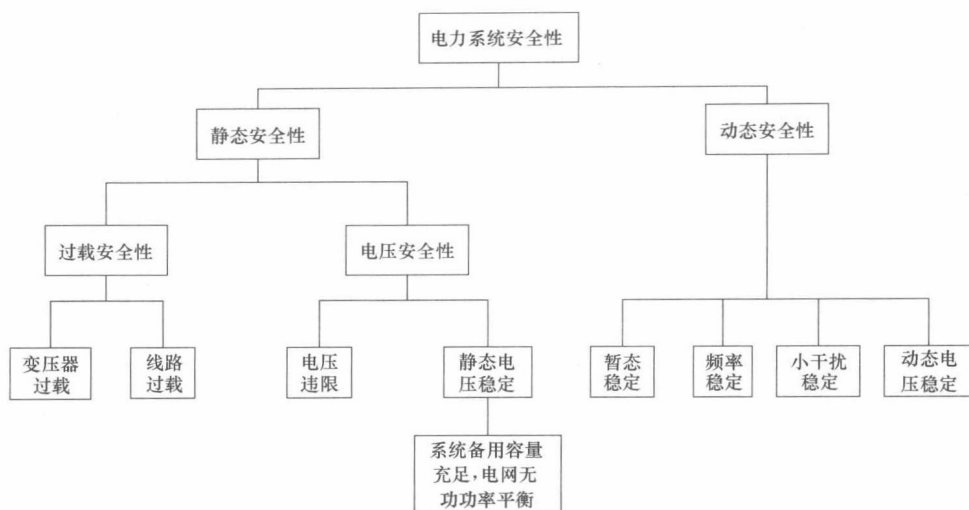 电力系统安全性
静态安全性
动态安全性
过载安全性
电压安全性
变压器
过载
线路
过载
电压
违限
静态电
压稳定
暂态
稳定
频率
稳定
小干扰
稳定
动态电
压稳定
系统备用容量
充足,电网无
功功率平衡